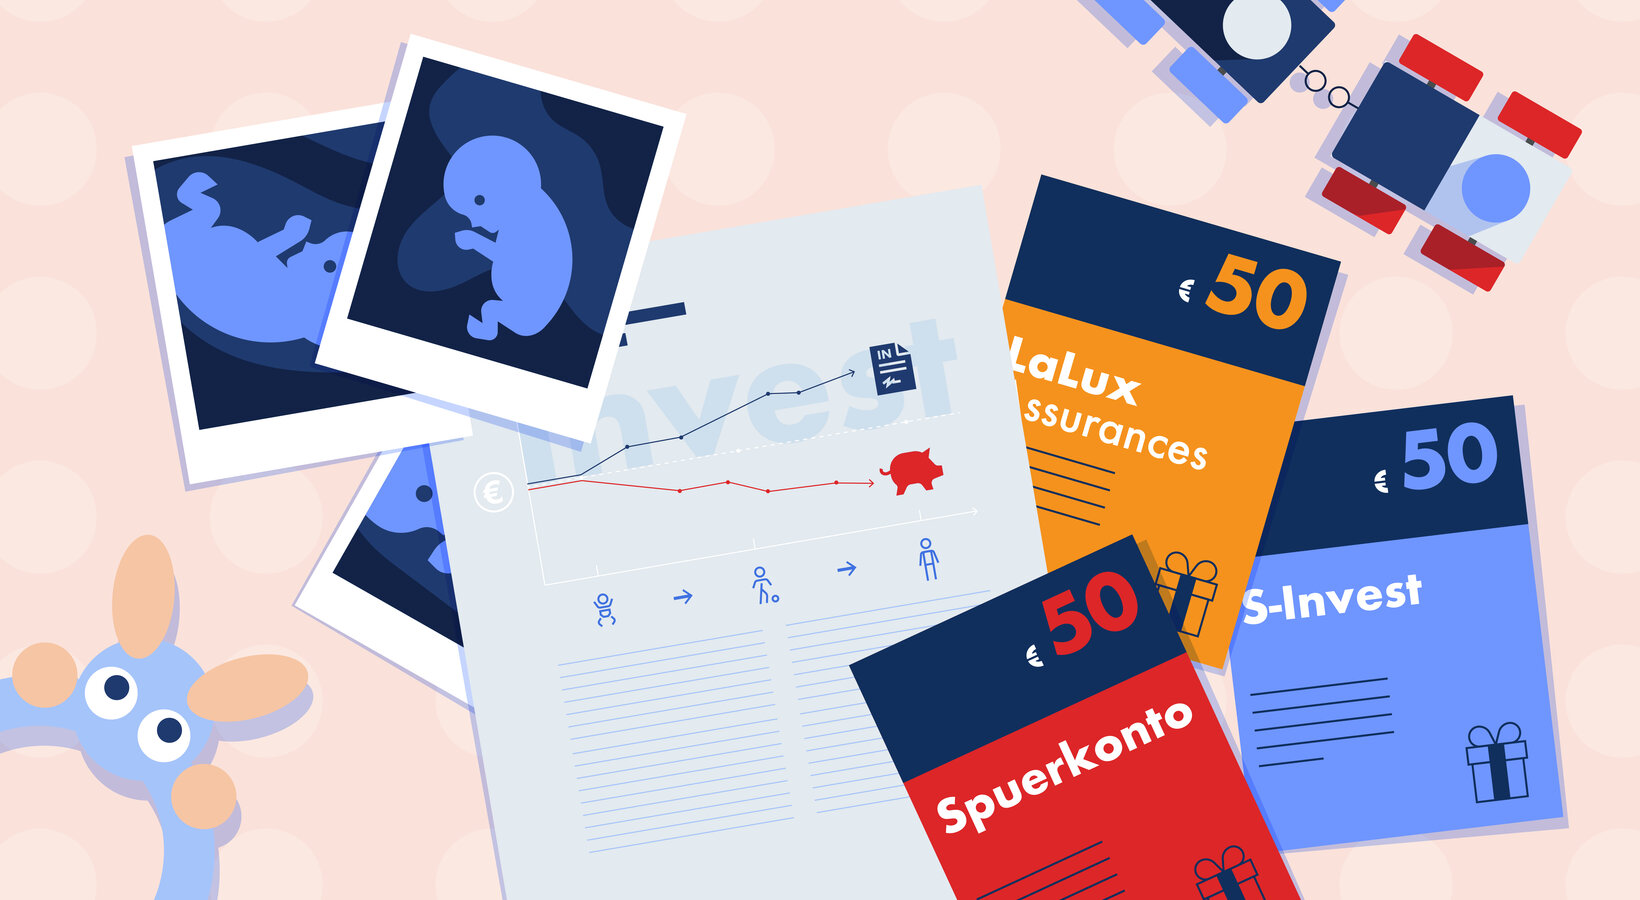 Invest
IN
€
€ 50
LaLux
ssurances
€ 50
S-Invest
€ 50
Spuerkonto